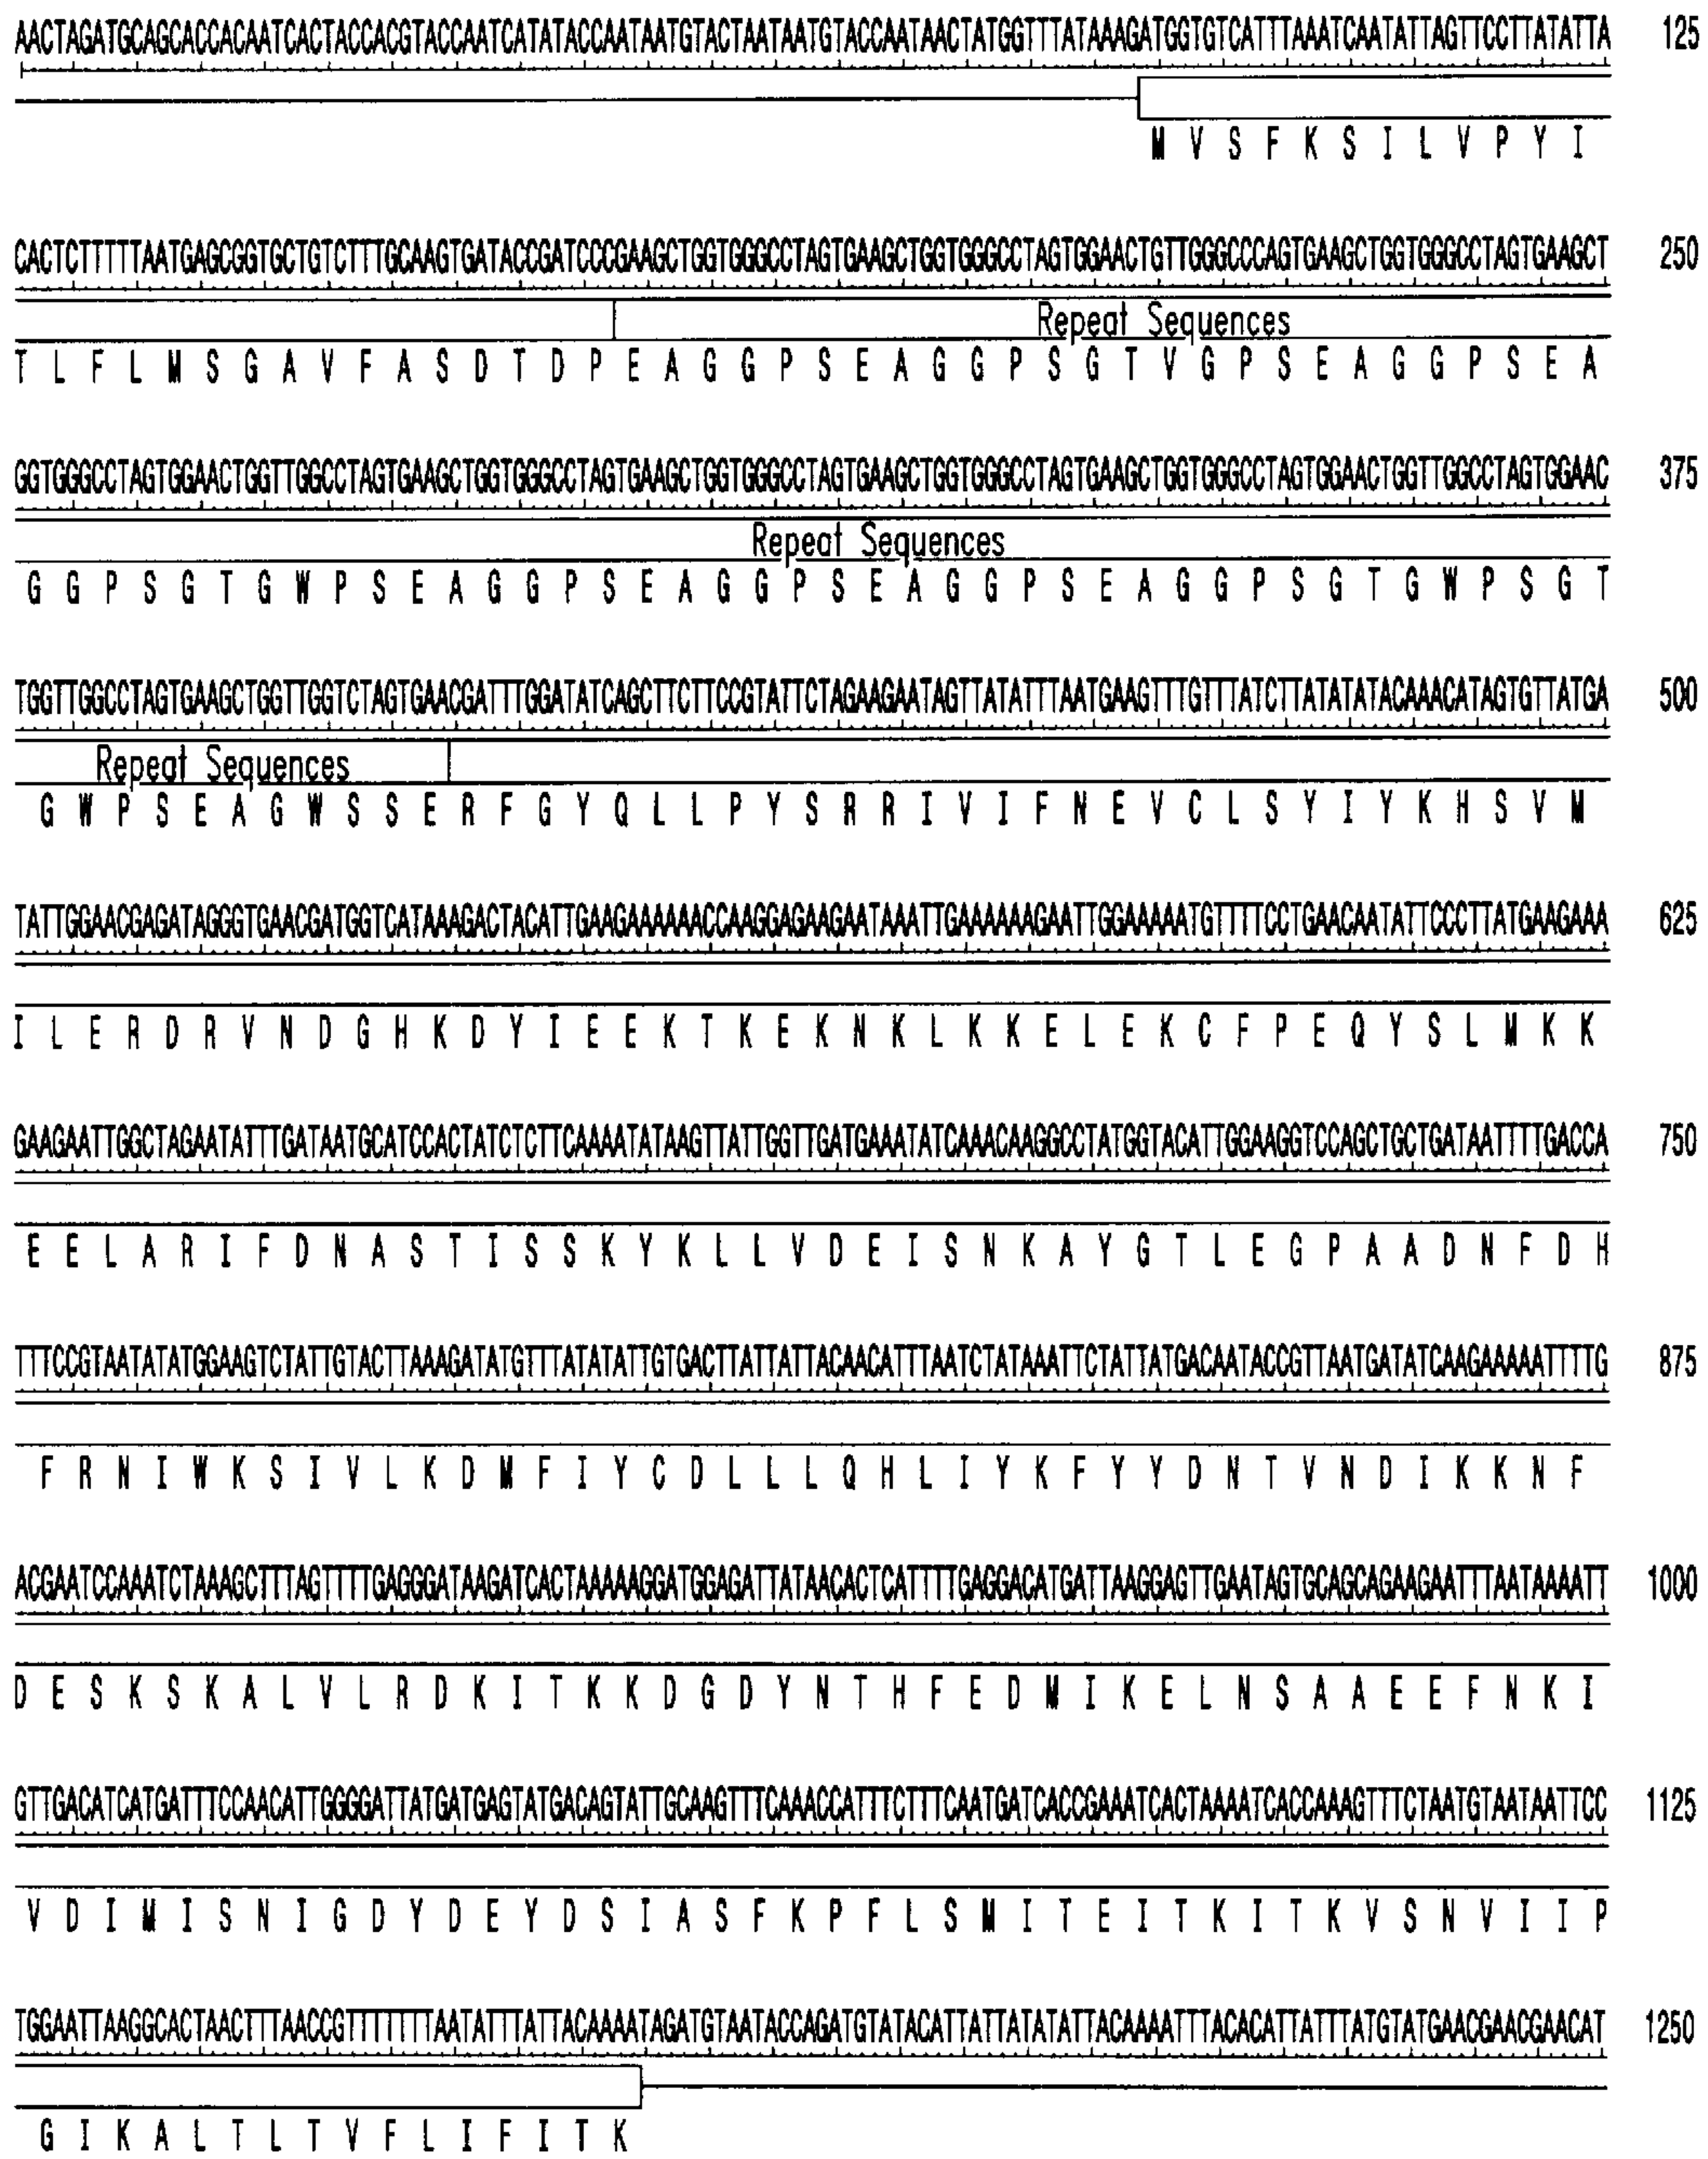 AACTAGATGCAGCACCACAATCACTACCACGTACCAATCATATACCAATAATGTACTAATAATGTACCAATAACTATGGTTTATAAAGATGGTGTCATTTAAATCAATATTAGTTCCTTATATTA 125
M V S F K S I L V P Y I
CACTCTTTTTAATGAGCGGTGCTGTCTTTGCAAGTGATACCGATCCCGAAGCTGGTGGGCCTAGTGAAGCTGGTGGGCCTAGTGGAACTGTTGGGCCCAGTGAAGCTGGTGGGCCTAGTGAAGCT 250
Repeat Sequences
T L F L M S G A V F A S D T D P E A G G P S E A G G P S G T V G P S E A G G P S E A
GGTGGGCCTAGTGGAACTGGTTGGCCTAGTGAAGCTGGTGGGCCTAGTGAAGCTGGTGGGCCTAGTGAAGCTGGTGGGCCTAGTGAAGCTGGTGGGCCTAGTGGAACTGGTTGGCCTAGTGGAAC 375
Repeat Sequences
G G P S G T G W P S E A G G P S E A G G P S E A G G P S E A G G P S G T G W P S G T
TGGTTGGCCTAGTGAAGCTGGTTGGTCTAGTGAACGATTTGGATATCAGCTTCTTCCGTATTCTAGAAGAATAGTTATATTTAATGAAGTTTGTTTATCTTATATATACAAACATAGTGTTATGA 500
Repeat Sequences
G W P S E A G W S S E R F G Y Q L L P Y S R R I V I F N E V C L S Y I Y K H S V M
TATTGGAACGAGATAGGGTGAACGATGGTCATAAAGACTACATTGAAGAAAAAACCAAGGAGAAGAATAAATTGAAAAAAGAATTGGAAAAATGTTTTCCTGAACAATATTCCCTTATGAAGAAA 625
I L E R D R V N D G H K D Y I E E K T K E K N K L K K E L E K C F P E Q Y S L M K K
GAAGAATTGGCTAGAATATTTGATAATGCATCCACTATCTCTTCAAAATATAAGTTATTGGTTGATGAAATATCAAACAAGGCCTATGGTACATTGGAAGGTCCAGCTGCTGATAATTTTGACCA 750
E E L A R I F D N A S T I S S K Y K L L V D E I S N K A Y G T L E G P A A D N F D H
TTTCCGTAATATATGGAAGTCTATTGTACTTAAAGATATGTTTATATATTGTGACTTATTATTACAACATTTAATCTATAAATTCTATTATGACAATACCGTTAATGATATCAAGAAAAATTTTG 875
F R N I W K S I V L K D M F I Y C D L L L Q H L I Y K F Y Y D N T V N D I K K N F
ACGAATCCAAATCTAAAGCTTTAGTTTTGAGGGATAAGATCACTAAAAAGGATGGAGATTATAACACTCATTTTGAGGACATGATTAAGGAGTTGAATAGTGCAGCAGAAGAATTTAATAAAATT 1000
D E S K S K A L V L R D K I T K K D G D Y N T H F E D M I K E L N S A A E E F N K I
GTTGACATCATGATTTCCAACATTGGGGATTATGATGAGTATGACAGTATTGCAAGTTTCAAACCATTTCTTTCAATGATCACCGAAATCACTAAAATCACCAAAGTTTCTAATGTAATAATTCC 1125
V D I M I S N I G D Y D E Y D S I A S F K P F L S M I T E I T K I T K V S N V I I P
TGGAATTAAGGCACTAACTTTAACCGTTTTTTTAATATTTATTACAAAATAGATGTAATACCAGATGTATACATTATTATATATTACAAAATTTACACATTATTTATGTATGAACGAACGAACAT 1250
G I K A L T L T V F L I F I T K